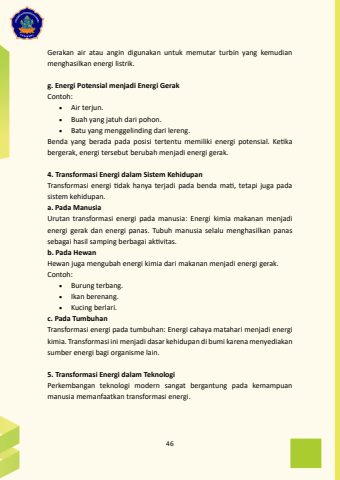 Gerakan air atau angin digunakan untuk memutar turbin yang kemudian
menghasilkan energi listrik.
g. Energi Potensial menjadi Energi Gerak
Contoh:
• Air terjun.
• Buah yang jatuh dari pohon.
• Batu yang menggelinding dari lereng.
Benda yang berada pada posisi tertentu memiliki energi potensial. Ketika
bergerak, energi tersebut berubah menjadi energi gerak.
4. Transformasi Energi dalam Sistem Kehidupan
Transformasi energi tidak hanya terjadi pada benda mati, tetapi juga pada
sistem kehidupan.
a. Pada Manusia
Urutan transformasi energi pada manusia: Energi kimia makanan menjadi
energi gerak dan energi panas. Tubuh manusia selalu menghasilkan panas
sebagai hasil samping berbagai aktivitas.
b. Pada Hewan
Hewan juga mengubah energi kimia dari makanan menjadi energi gerak.
Contoh:
• Burung terbang.
• Ikan berenang.
• Kucing berlari.
c. Pada Tumbuhan
Transformasi energi pada tumbuhan: Energi cahaya matahari menjadi energi
kimia. Transformasi ini menjadi dasar kehidupan di bumi karena menyediakan
sumber energi bagi organisme lain.
5. Transformasi Energi dalam Teknologi
Perkembangan teknologi modern sangat bergantung pada kemampuan
manusia memanfaatkan transformasi energi.
46